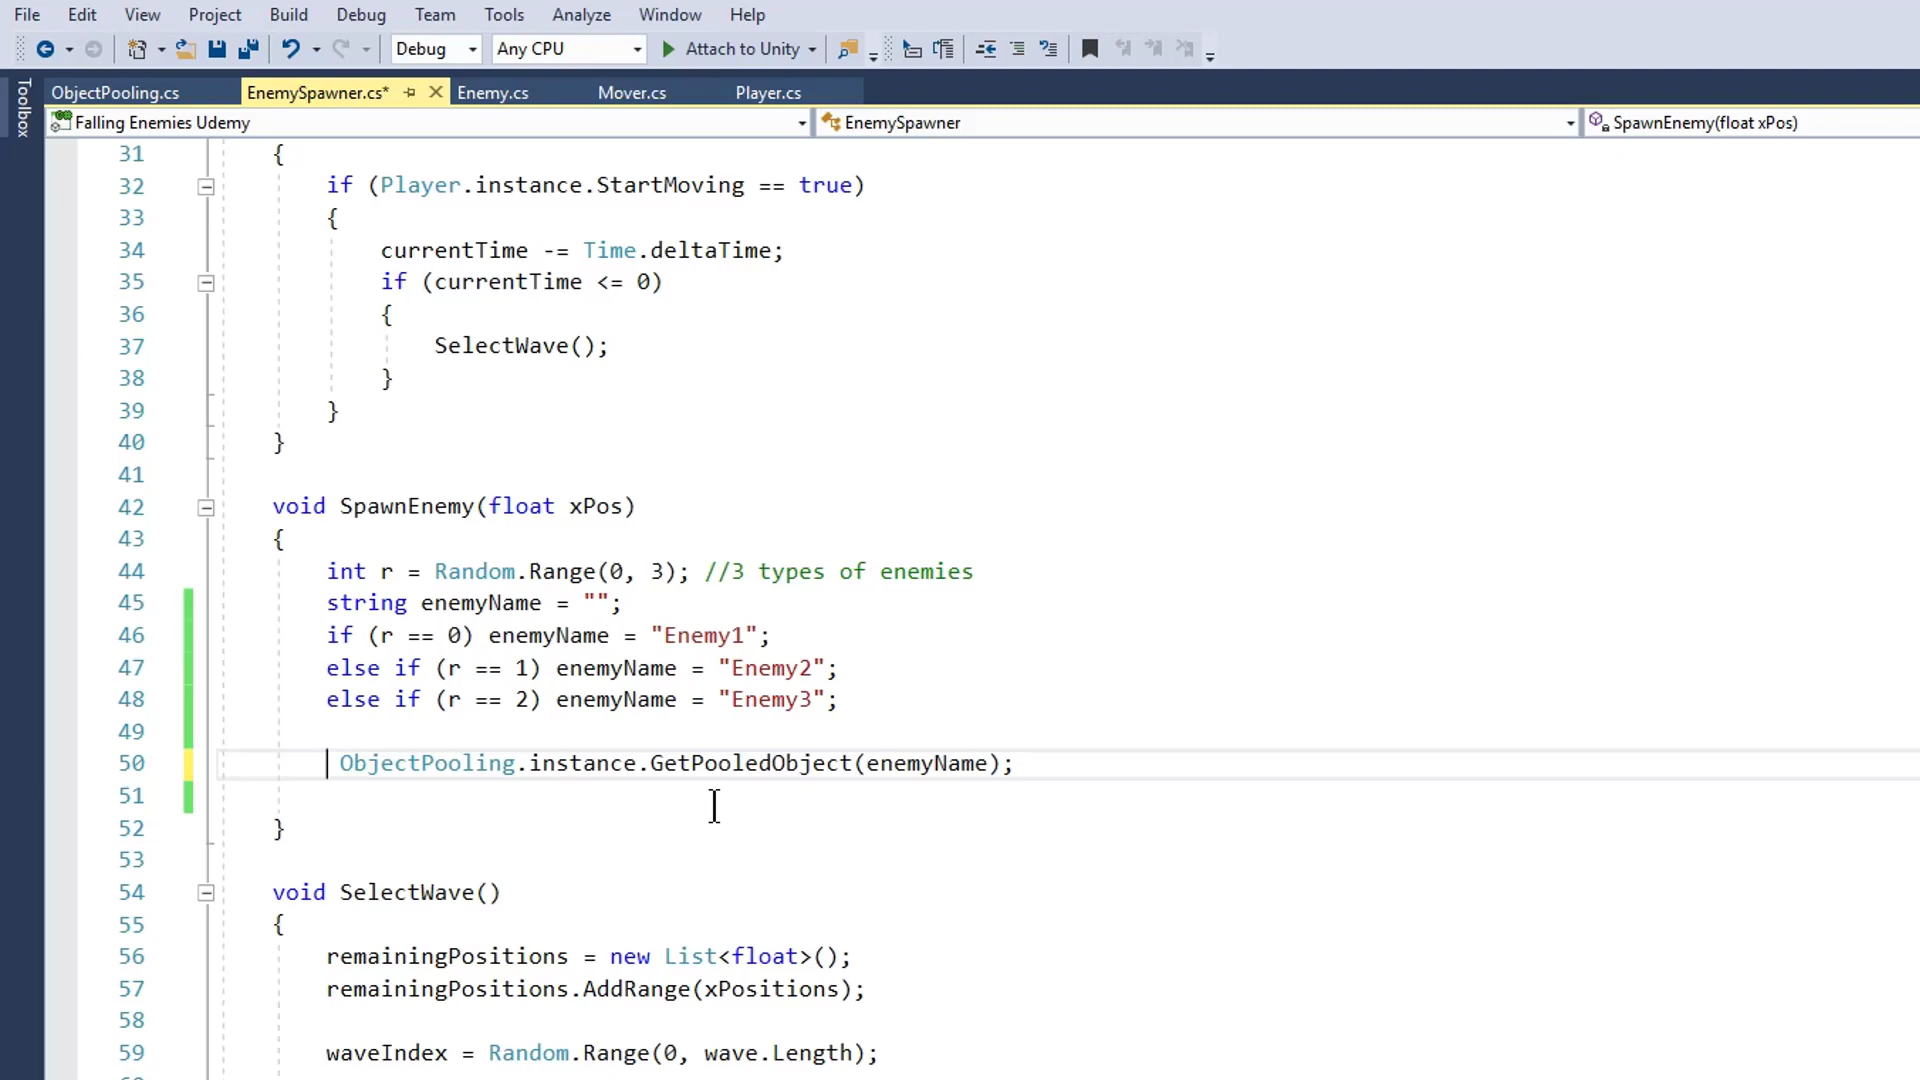 File Edit View Project Build Debug Team Tools Analyze Window Help
Debug Any CPU Attach to Unity
Toolbox
ObjectPooling.cs EnemySpawner.cs* Enemy.cs Mover.cs Player.cs
Falling Enemies Udemy EnemySpawner SpawnEnemy(float xPos)
31 {
32 if (Player.instance.StartMoving == true)
33 {
34 currentTime -= Time.deltaTime;
35 if (currentTime <= 0)
36 {
37 SelectWave();
38 }
39 }
40 }
41
42 void SpawnEnemy(float xPos)
43 {
44 int r = Random.Range(0, 3); //3 types of enemies
45 string enemyName = "";
46 if (r == 0) enemyName = "Enemy1";
47 else if (r == 1) enemyName = "Enemy2";
48 else if (r == 2) enemyName = "Enemy3";
49
50 ObjectPooling.instance.GetPooledObject(enemyName);
51
52 }
53
54 void SelectWave()
55 {
56 remainingPositions = new List<float>();
57 remainingPositions.AddRange(xPositions);
58
59 waveIndex = Random.Range(0, wave.Length);